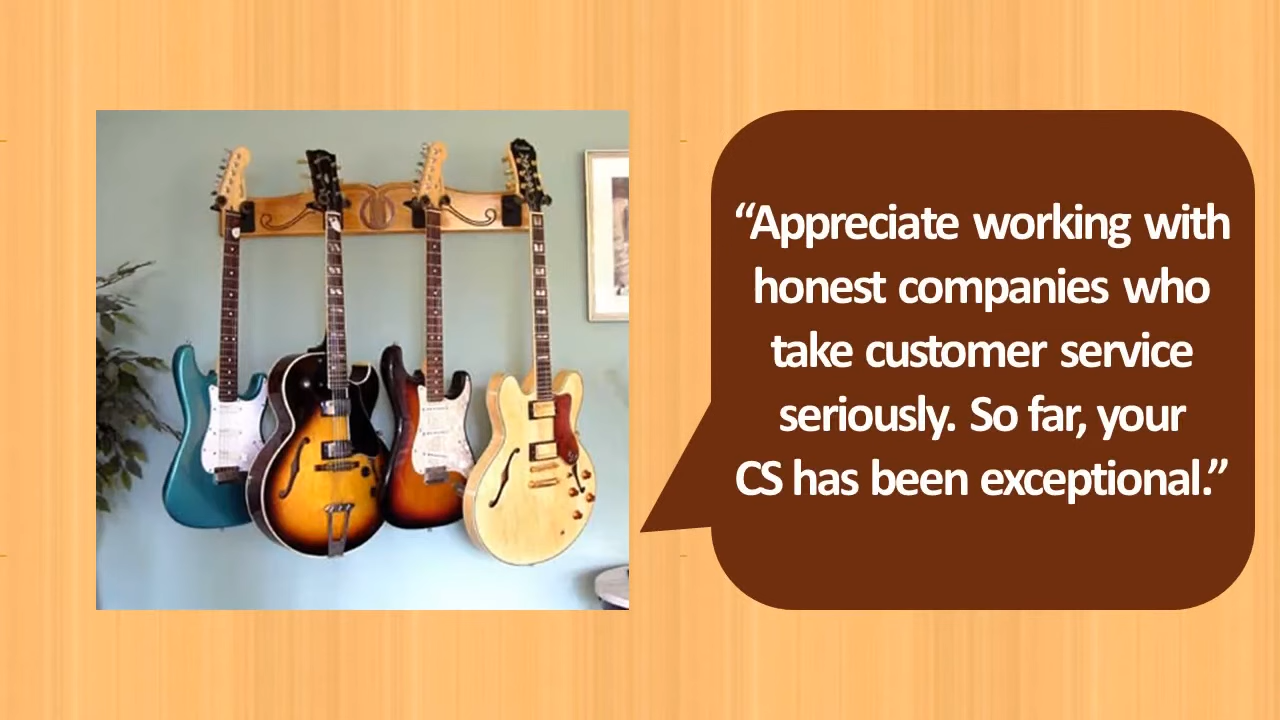 “Appreciate working with
honest companies who
take customer service
seriously. So far, your
CS has been exceptional.”